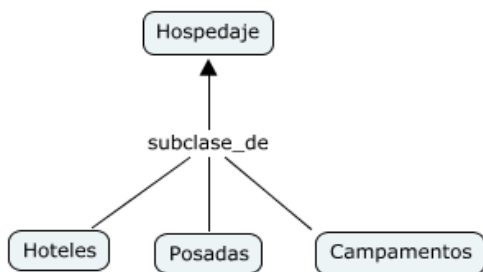 Hospedaje
subclase_de
Hoteles
Posadas
Campamentos